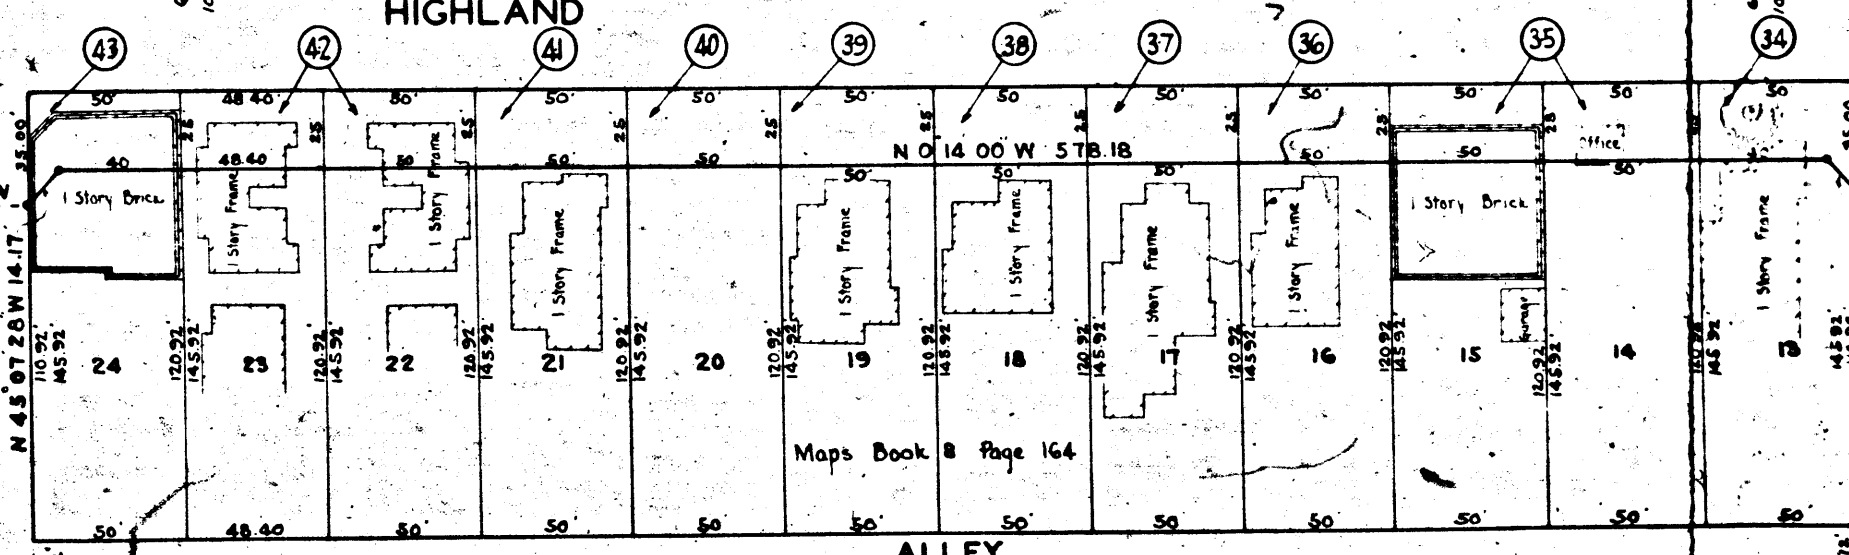 HIGHLAND
43 42 41 40 39 38 37 36 35 34
50' 48.40' 50' 50' 50' 50' 50' 50' 50' 50' 50' 50'
35.00'
25' 25' 25' 25' 25' 25' 25' 25' 25' 25'
40 48.40 50 50' 50' N 0 14 00 W 578.18 50' 50 50'
50' 50'
Office
1 Story Brick
1 Story Frame
1 Story Frame
1 Story Frame
1 Story Frame
1 Story Frame
1 Story Frame
1 Story Frame
1 Story Brick
1 Story Frame
N 45° 07' 28 W 14.17'
110.92'
145.92'
120.92'
145.92'
120.92'
145.92'
120.92'
145.92'
120.92'
145.92'
120.92'
145.92'
120.92'
145.92'
120.92'
145.92'
120.92'
145.92'
120.92
145.92'
120.92
145.92'
145.92'
145.92'
24 23 22 21 20 19 18 17 16 15 14 13
Maps Book 8 Page 164
50' 48.40 50' 50' 50' 50' 50' 50' 50' 50' 50' 50'
ALLEY